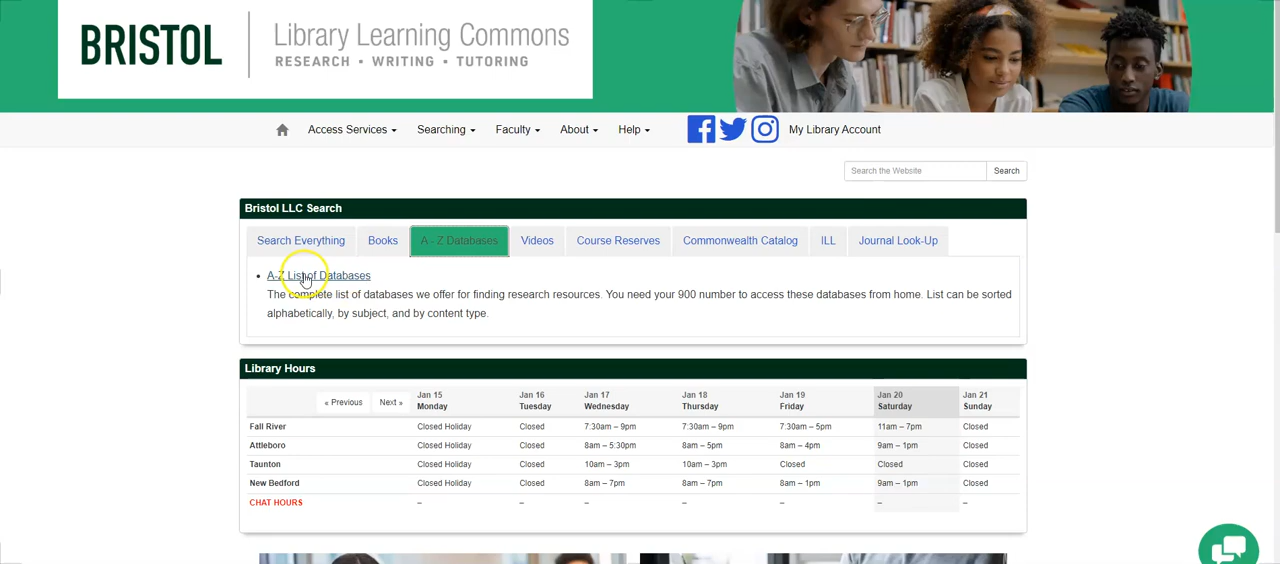 BRISTOL
Library Learning Commons
RESEARCH • WRITING • TUTORING
Access Services Searching Faculty About Help My Library Account
Search the Website Search
Bristol LLC Search
Search Everything Books A - Z Databases Videos Course Reserves Commonwealth Catalog ILL Journal Look-Up
• A-Z List of Databases
The complete list of databases we offer for finding research resources. You need your 900 number to access these databases from home. List can be sorted
alphabetically, by subject, and by content type.
Library Hours
« Previous Next » Jan 15 Jan 16 Jan 17 Jan 18 Jan 19 Jan 20 Jan 21
Monday Tuesday Wednesday Thursday Friday Saturday Sunday
Fall River Closed Holiday Closed 7:30am – 9pm 7:30am – 9pm 7:30am – 5pm 11am – 7pm Closed
Attleboro Closed Holiday Closed 8am – 5:30pm 8am – 5pm 8am – 4pm 9am – 1pm Closed
Taunton Closed Holiday Closed 10am – 3pm 10am – 3pm Closed Closed Closed
New Bedford Closed Holiday Closed 8am – 7pm 8am – 7pm 8am – 1pm 9am – 1pm Closed
CHAT HOURS – – – – – – –